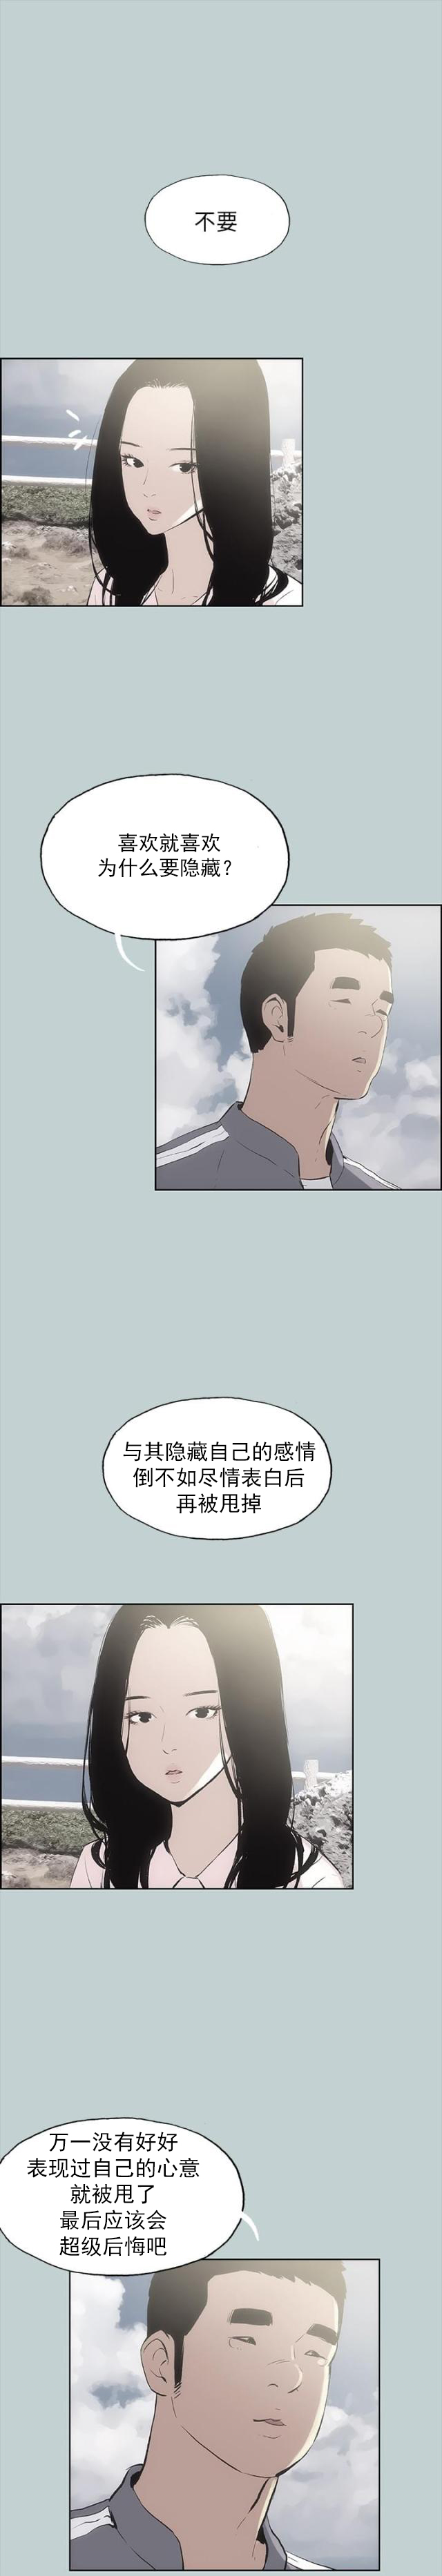 不要
喜欢就喜欢
为什么要隐藏？
与其隐藏自己的感情
倒不如尽情表白后
再被甩掉
万一没有好好
表现过自己的心意
就被甩了
最后应该会
超级后悔吧